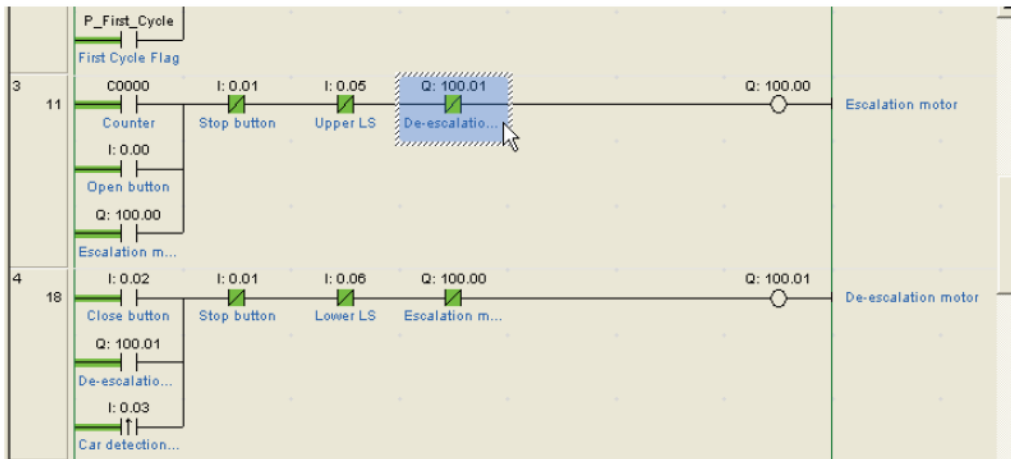 P_First_Cycle
First Cycle Flag
3
11
C0000
I: 0.01
I: 0.05
Q: 100.01
Q: 100.00
Counter
Stop button
Upper LS
De-escalatio...
Escalation motor
I: 0.00
Open button
Q: 100.00
Escalation m...
4
18
I: 0.02
I: 0.01
I: 0.06
Q: 100.00
Q: 100.01
Close button
Stop button
Lower LS
Escalation m...
De-escalation motor
Q: 100.01
De-escalatio...
I: 0.03
Car detection...